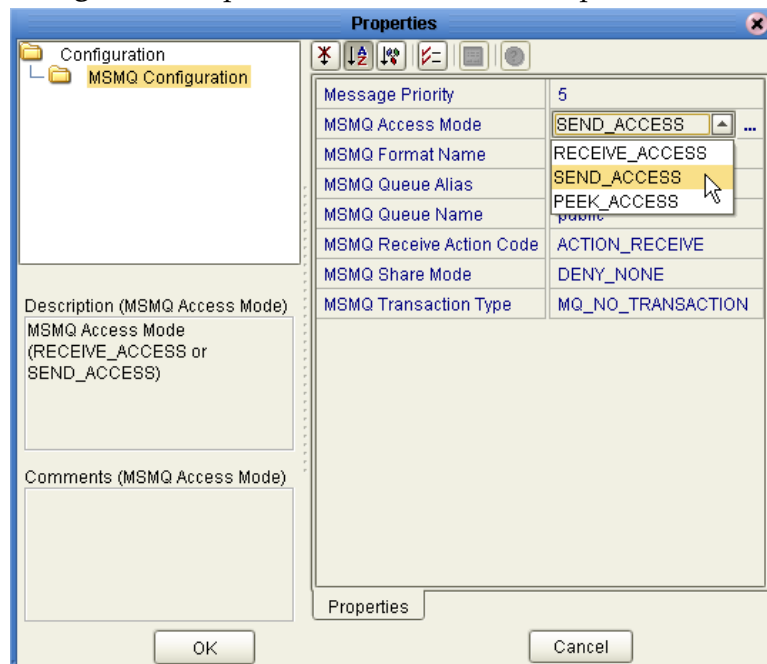 Properties
Configuration
MSMQ Configuration
Message Priority 5
MSMQ Access Mode SEND_ACCESS ...
MSMQ Format Name RECEIVE_ACCESS
MSMQ Queue Alias SEND_ACCESS
PEEK_ACCESS
MSMQ Queue Name public
MSMQ Receive Action Code ACTION_RECEIVE
MSMQ Share Mode DENY_NONE
MSMQ Transaction Type MQ_NO_TRANSACTION
Description (MSMQ Access Mode)
MSMQ Access Mode
(RECEIVE_ACCESS or
SEND_ACCESS)
Comments (MSMQ Access Mode)
Properties
OK Cancel